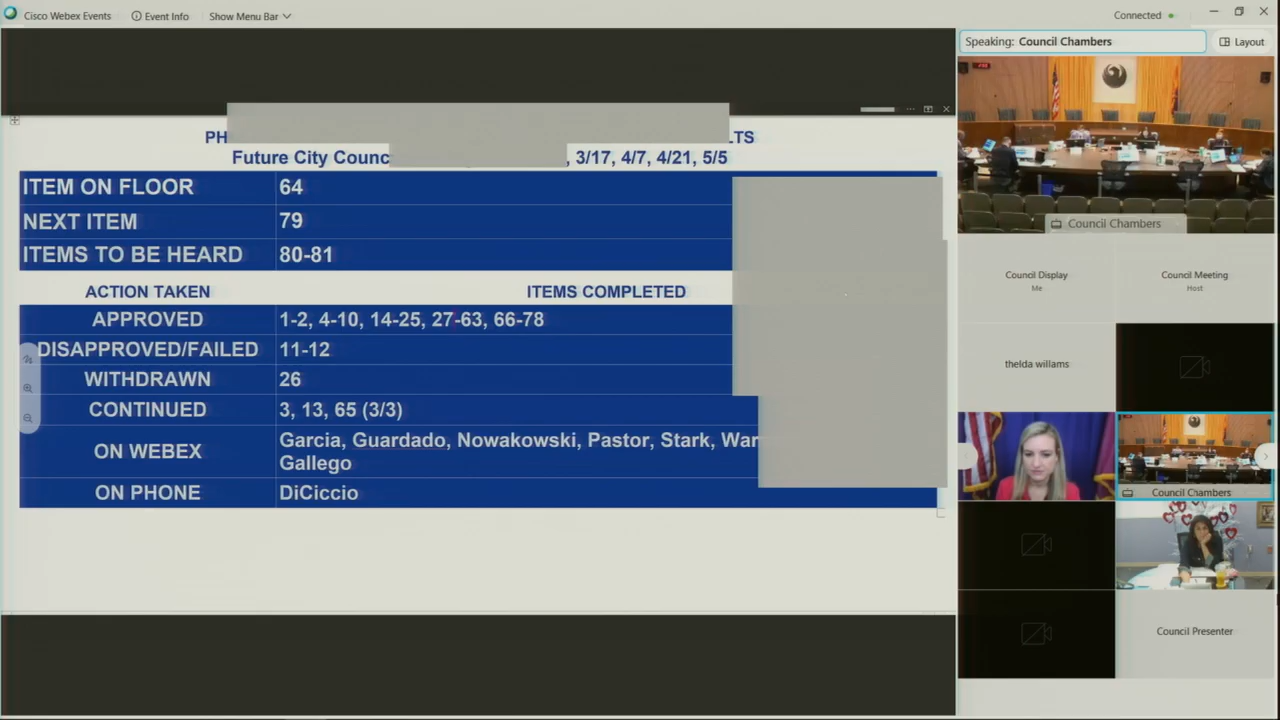 Cisco Webex Events
Event Info
Show Menu Bar
Connected
Speaking: Council Chambers
Layout
Future City
, 3/17, 4/7, 4/21, 5/5
ITEM ON FLOOR 64
NEXT ITEM 79
ITEMS TO BE HEARD 80-81
ACTION TAKEN ITEMS COMPLETED
APPROVED 1-2, 4-10, 14-25, 27-63, 66-78
DISAPPROVED/FAILED 11-12
WITHDRAWN 26
CONTINUED 3, 13, 65 (3/3)
ON WEBEX Garcia, Guardado, Nowakowski, Pastor, Stark,
Gallego
ON PHONE DiCiccio
Council Chambers
Council Display
Me
Council Meeting
Host
thelda willams
Council Chambers
Council Presenter